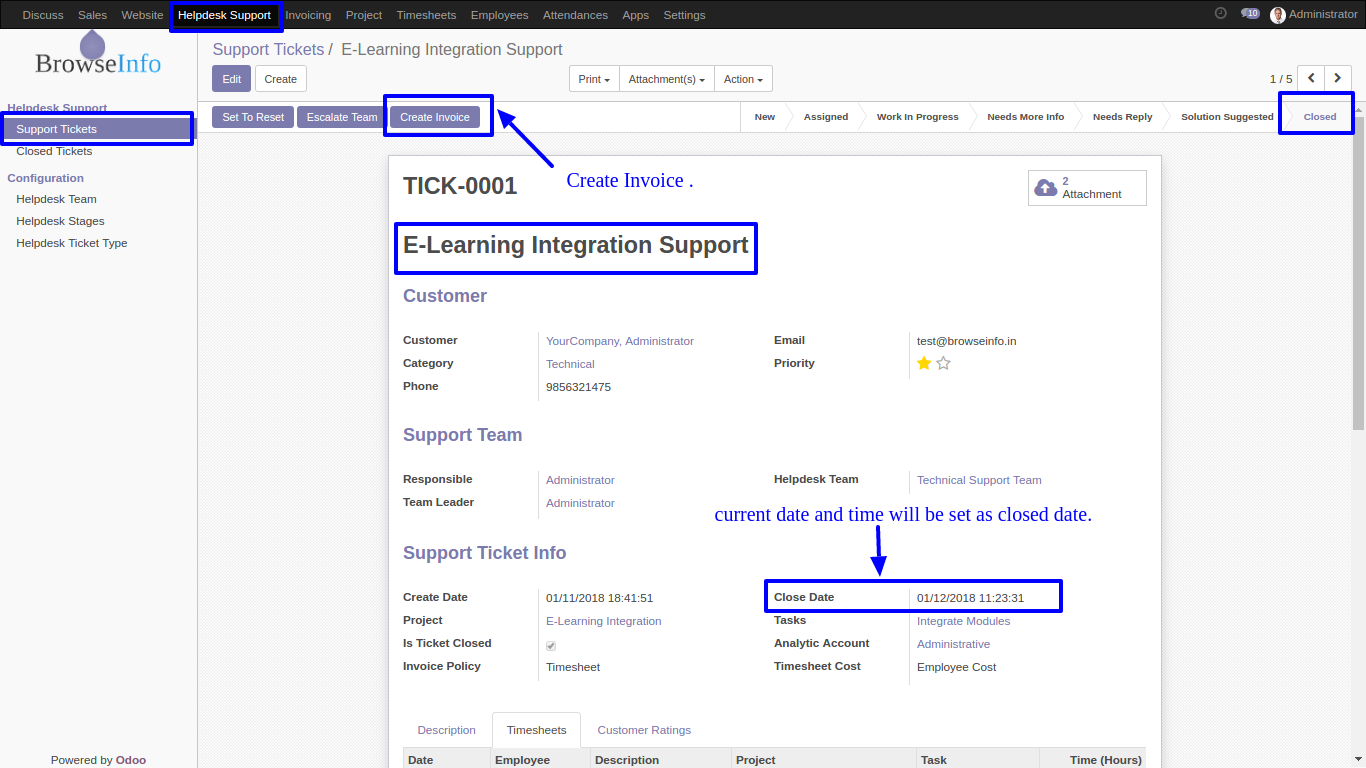 Discuss Sales Website Helpdesk Support Invoicing Project Timesheets Employees Attendances Apps Settings 10 Administrator
BrowseInfo
Support Tickets / E-Learning Integration Support
Edit Create Print Attachment(s) Action 1 / 5
Helpdesk Support
Support Tickets
Closed Tickets
Configuration
Helpdesk Team
Helpdesk Stages
Helpdesk Ticket Type
Powered by Odoo
Set To Reset Escalate Team Create Invoice New Assigned Work In Progress Needs More Info Needs Reply Solution Suggested Closed
Create Invoice .
TICK-0001
2
Attachment
E-Learning Integration Support
Customer
Customer YourCompany, Administrator Email test@browseinfo.in
Category Technical Priority
Phone 9856321475
Support Team
Responsible Administrator Helpdesk Team Technical Support Team
Team Leader Administrator
current date and time will be set as closed date.
Support Ticket Info
Create Date 01/11/2018 18:41:51 Close Date 01/12/2018 11:23:31
Project E-Learning Integration Tasks Integrate Modules
Is Ticket Closed Analytic Account Administrative
Invoice Policy Timesheet Timesheet Cost Employee Cost
Description Timesheets Customer Ratings
Date Employee Description Project Task Time (Hours)